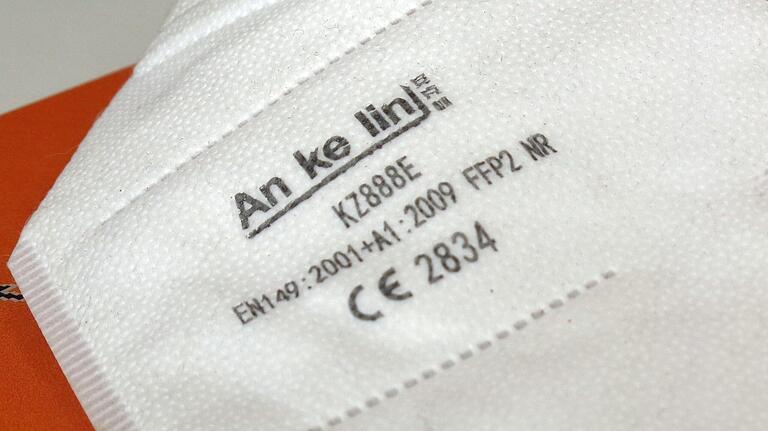 An ke lin
KZ888E
EN149:2001+A1:2009 FFP2 NR
CE 2834